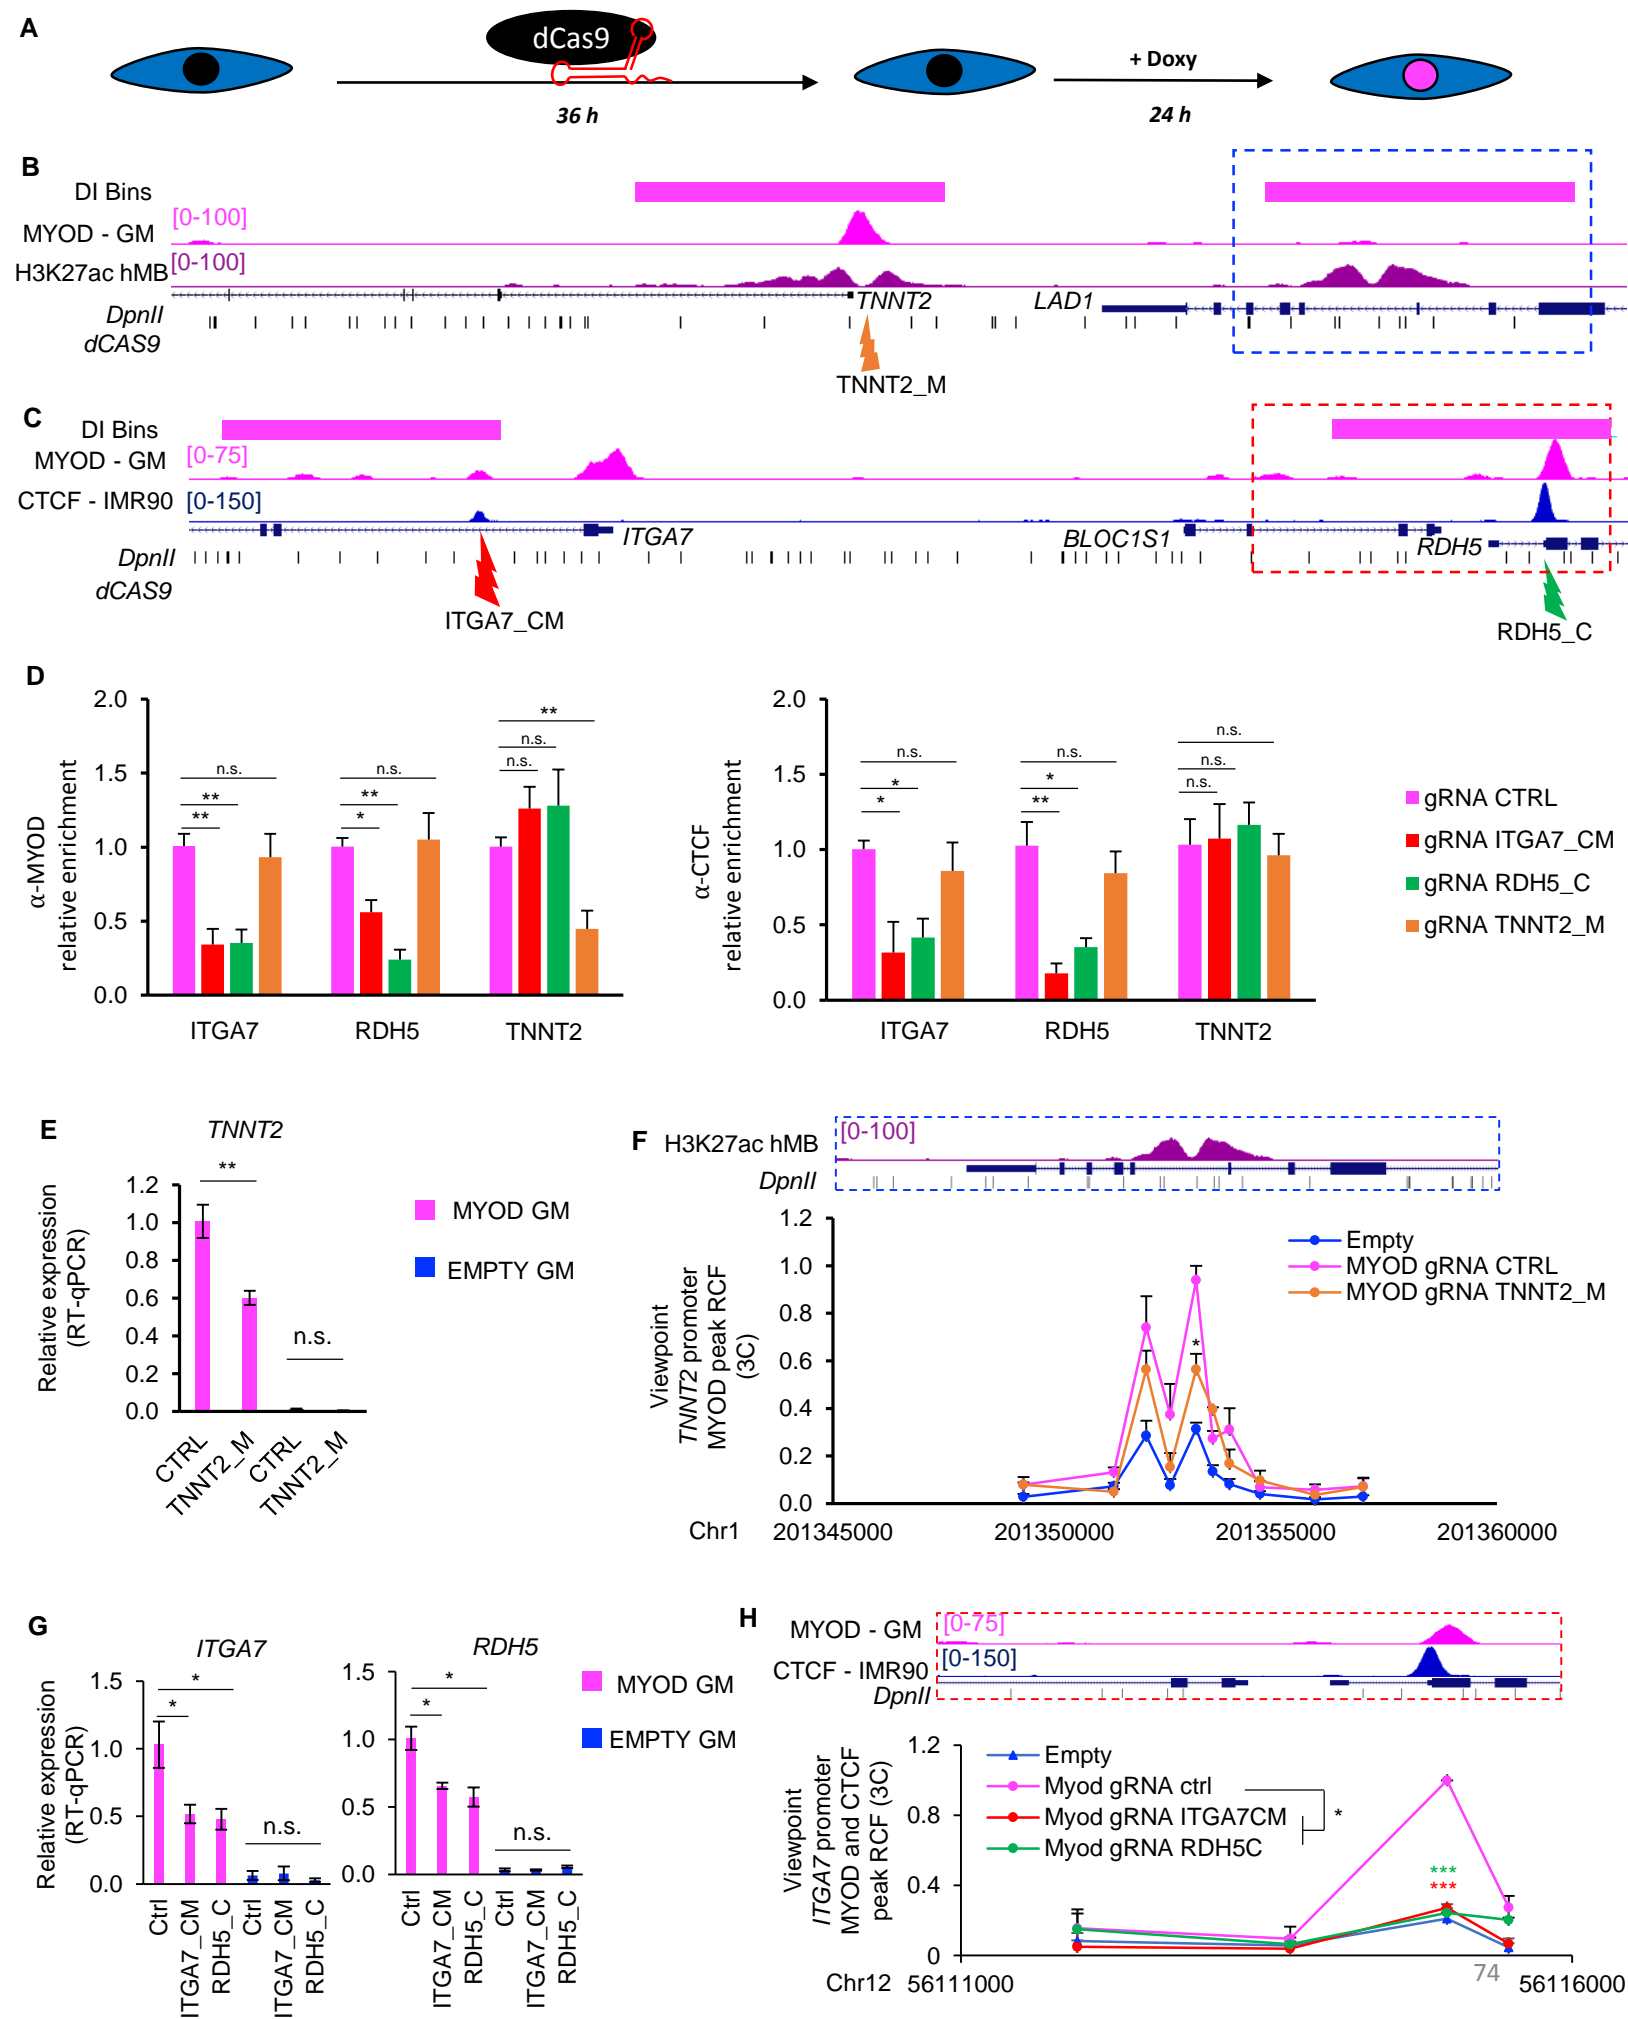 A
dCas9
36 h
+ Doxy
24 h
B
DI Bins
[0-100]
MYOD - GM
[0-100]
H3K27ac hMB
TNNT2
LAD1
DpnII
dCAS9
TNNT2_M
C
DI Bins
MYOD - GM
[0-75]
CTCF - IMR90
[0-150]
ITGA7
BLOC1S1
RDH5
DpnII
dCAS9
ITGA7_CM
RDH5_C
D
α-MYOD
relative enrichment
2.0
1.5
1.0
0.5
0.0
n.s.
**
**
n.s.
**
*
**
n.s.
n.s.
ITGA7
RDH5
TNNT2
α-CTCF
relative enrichment
2.0
1.5
1.0
0.5
0.0
n.s.
*
*
n.s.
*
**
n.s.
n.s.
n.s.
ITGA7
RDH5
TNNT2
gRNA CTRL
gRNA ITGA7_CM
gRNA RDH5_C
gRNA TNNT2_M
E
TNNT2
Relative expression
(RT-qPCR)
1.2
1.0
0.8
0.6
0.4
0.2
0.0
**
n.s.
CTRL
TNNT2_M
CTRL
TNNT2_M
MYOD GM
EMPTY GM
F
H3K27ac hMB
[0-100]
DpnII
Viewpoint
TNNT2 promoter
MYOD peak RCF
(3C)
1.2
1.0
0.8
0.6
0.4
0.2
0.0
Empty
MYOD gRNA CTRL
MYOD gRNA TNNT2_M
*
Chr1
201345000
201350000
201355000
201360000
G
ITGA7
Relative expression
(RT-qPCR)
1.5
1.0
0.5
0.0
*
*
n.s.
Ctrl
ITGA7_CM
RDH5_C
Ctrl
ITGA7_CM
RDH5_C
RDH5
1.5
1.0
0.5
0.0
*
*
n.s.
Ctrl
ITGA7_CM
RDH5_C
Ctrl
ITGA7_CM
RDH5_C
MYOD GM
EMPTY GM
H
MYOD - GM
[0-75]
CTCF - IMR90
[0-150]
DpnII
Viewpoint
ITGA7 promoter
MYOD and CTCF
peak RCF (3C)
1.2
0.8
0.4
0
Empty
Myod gRNA ctrl
Myod gRNA ITGA7CM
Myod gRNA RDH5C
*
***
***
Chr12
56111000
74
56116000